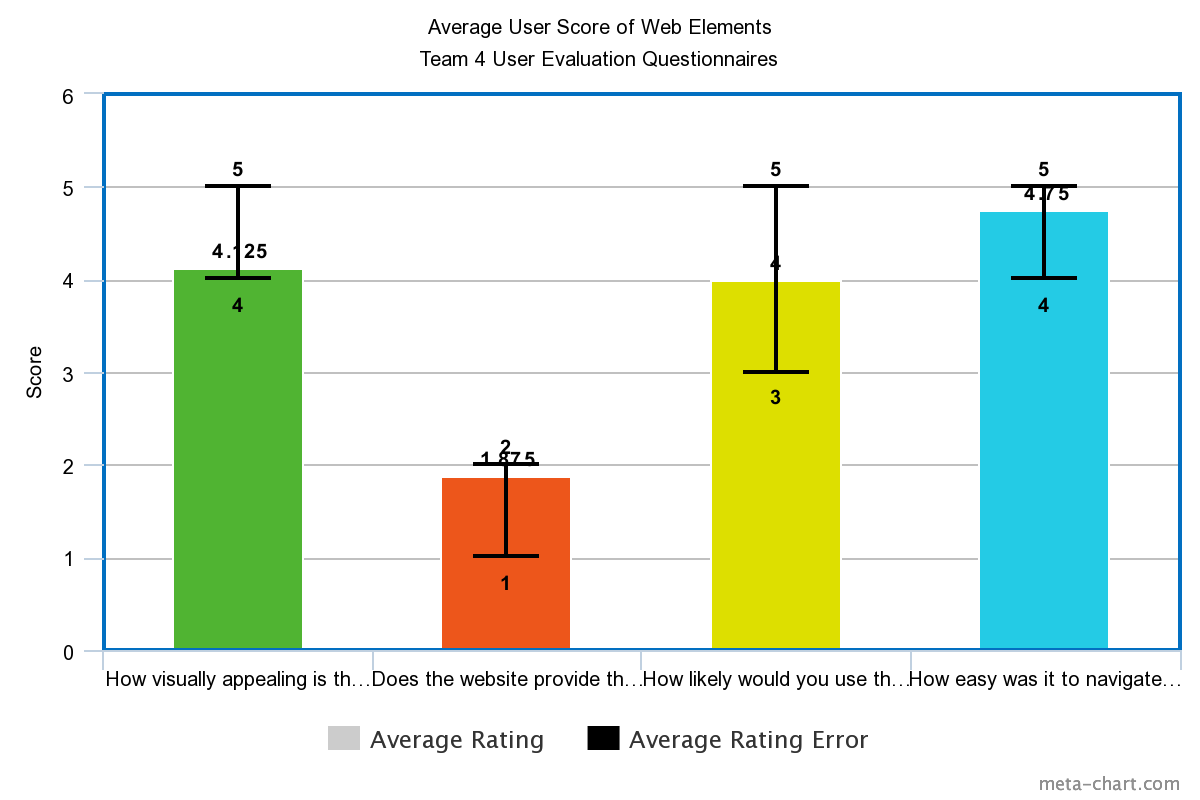 Average User Score of Web Elements
Team 4 User Evaluation Questionnaires
6
5
4
3
2
1
0
Score
5
4.125
4
2
1.875
1
5
4
3
5
4.75
4
How visually appealing is th...
Does the website provide th...
How likely would you use th...
How easy was it to navigate...
Average Rating
Average Rating Error
meta-chart.com